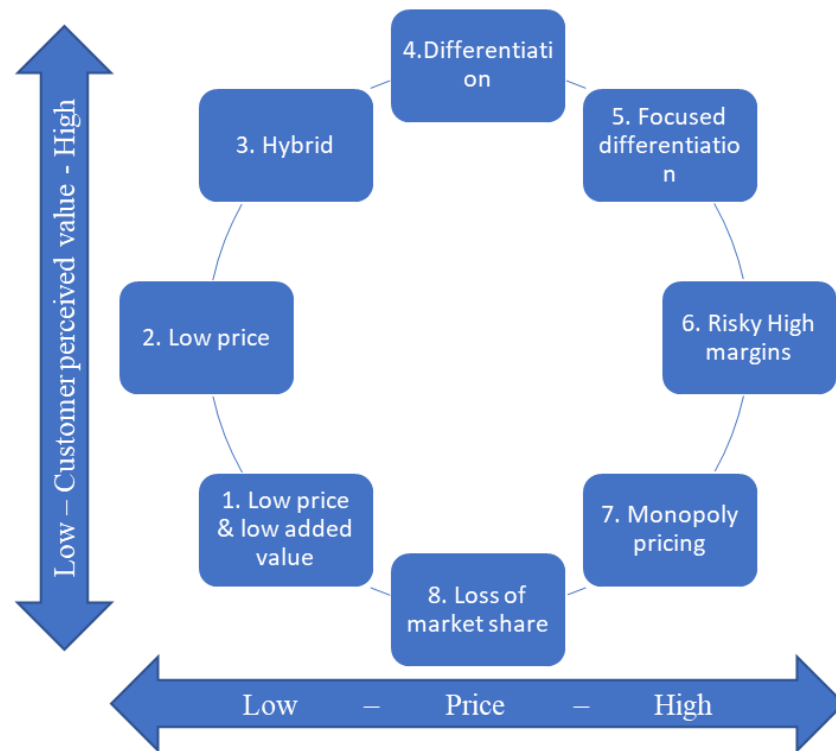 4.Differentiati
on
3. Hybrid
5. Focused
differentiatio
n
2. Low price
6. Risky High
margins
1. Low price
& low added
value
7. Monopoly
pricing
8. Loss of
market share
Low – Customer perceived value - High
Low – Price – High